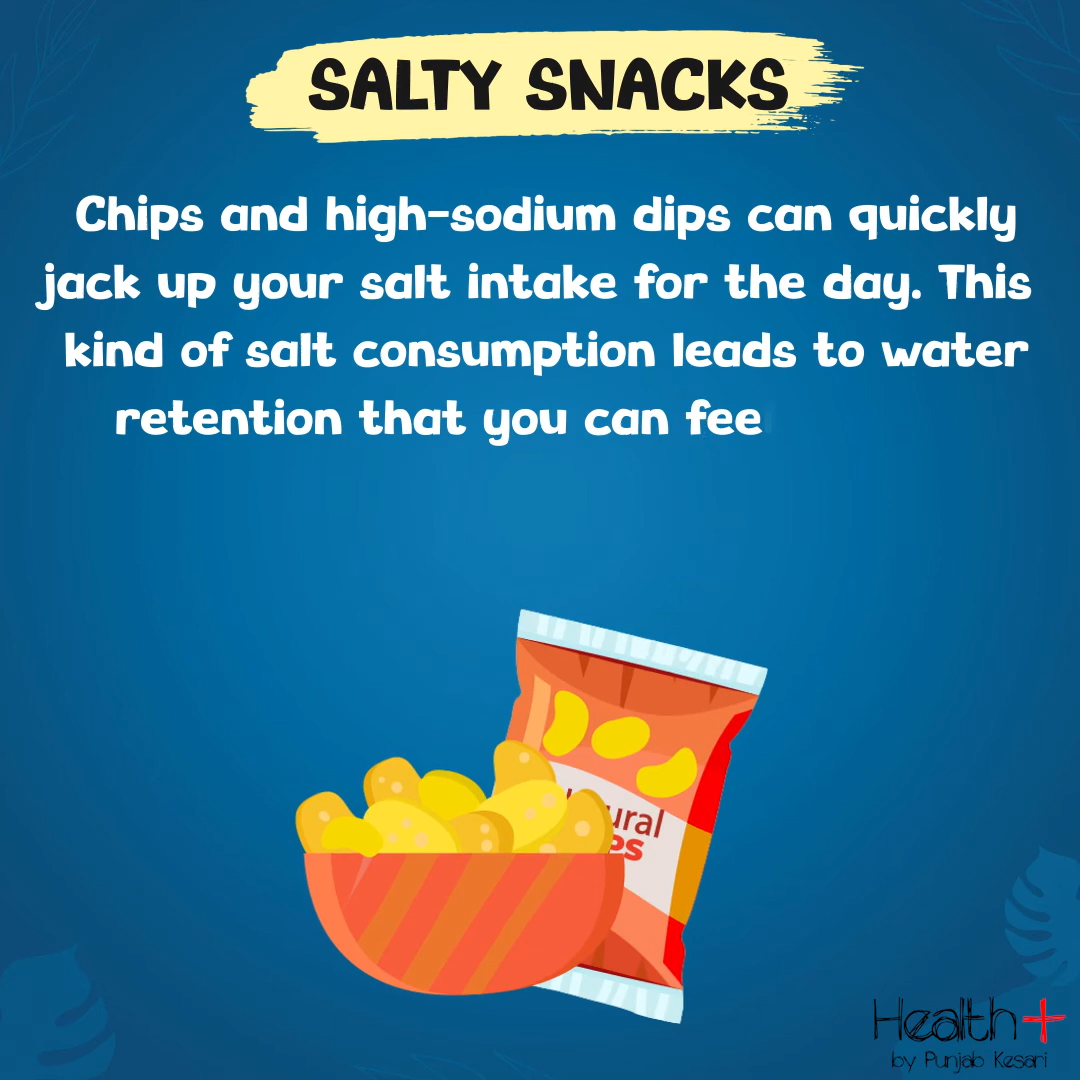 SALTY SNACKS
Chips and high-sodium dips can quickly
jack up your salt intake for the day. This
kind of salt consumption leads to water
retention that you can fee
Health+
by Punjab Kesari